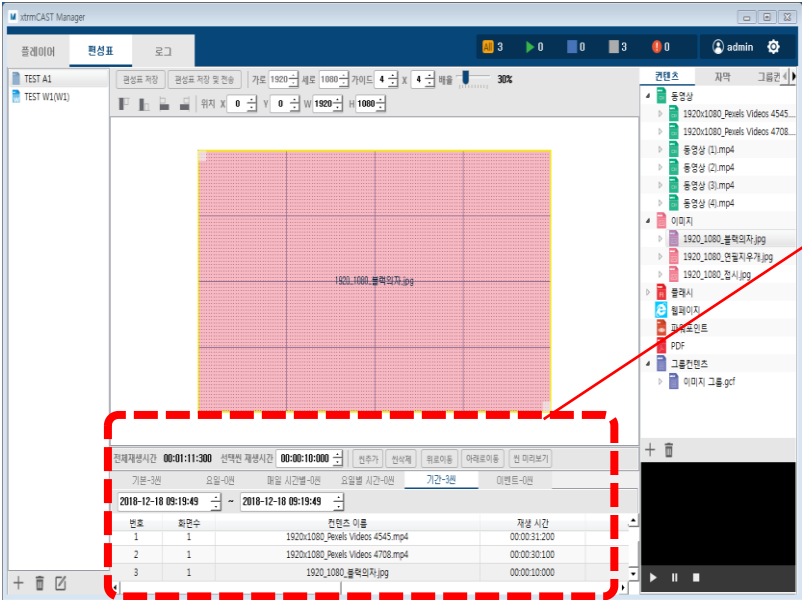 xtrmCAST Manager
플레이어 편성표 로그 All 3 0 0 3 0 admin
TEST A1
TEST W1(W1)
편성표 저장 편성표 저장 및 전송 가로 1920 세로 1080 가이드 4 X 4 배율 30%
위치 X 0 Y 0 W 1920 H 1080
1920_1080_블랙의자.jpg
컨텐츠 자막 그룹컨
동영상
1920x1080_Pexels Videos 4545....
1920x1080_Pexels Videos 4708....
동영상 (1).mp4
동영상 (2).mp4
동영상 (3).mp4
동영상 (4).mp4
이미지
1920_1080_블랙의자.jpg
1920_1080_연필지우개.jpg
1920_1080_접시.jpg
플래시
웹페이지
파워포인트
PDF
그룹컨텐츠
이미지 그룹.gcf
전체재생시간 00:01:11:300 선택씬 재생시간 00:00:10:000 씬추가 씬삭제 위로이동 아래로이동 씬 미리보기
기본-3씬 요일-0씬 매일 시간별-0씬 요일별 시간-0씬 기간-3씬 이벤트-0씬
2018-12-18 09:19:49 ~ 2018-12-18 09:19:49
번호 화면수 컨텐츠 이름 재생 시간
1 1 1920x1080_Pexels Videos 4545.mp4 00:00:31:200
2 1 1920x1080_Pexels Videos 4708.mp4 00:00:30:100
3 1 1920_1080_블랙의자.jpg 00:00:10:000